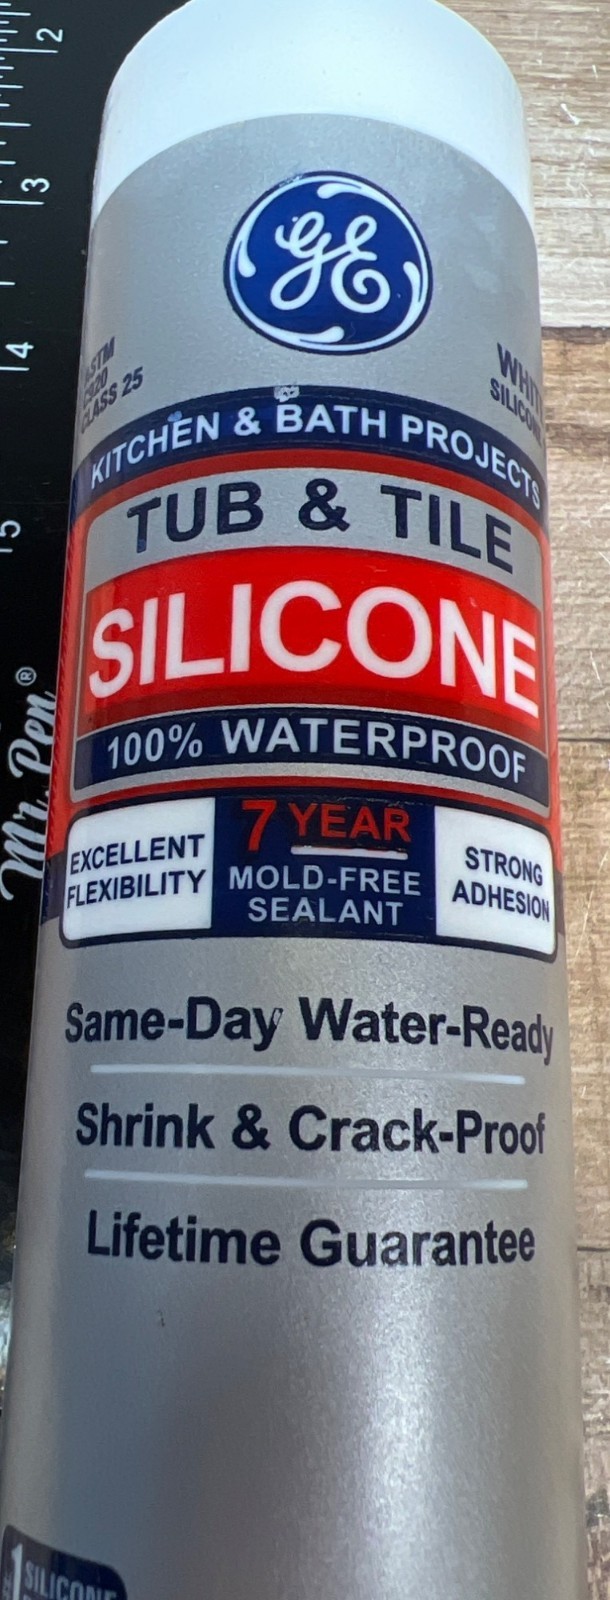 2
3
4
5
Mr. Pen®
GE
ASTM
C920
CLASS 25
WHITE
SILICONE
KITCHEN & BATH PROJECTS
TUB & TILE
SILICONE
100% WATERPROOF
EXCELLENT
FLEXIBILITY
7 YEAR
MOLD-FREE
SEALANT
STRONG
ADHESION
Same-Day Water-Ready
Shrink & Crack-Proof
Lifetime Guarantee
1
SILICONE